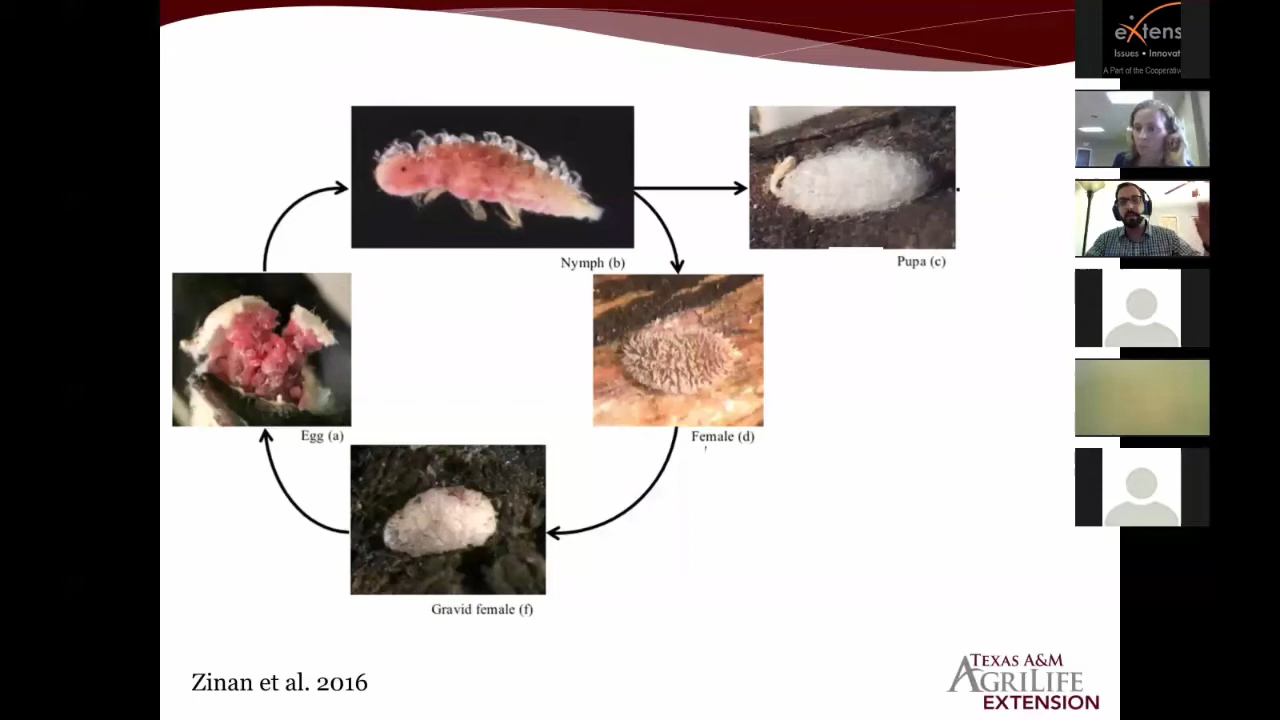 Nymph (b)
Pupa (c)
Egg (a)
Female (d)
Gravid female (f)
Zinan et al. 2016
TEXAS A&M
AGRILIFE
EXTENSION
eXtens
Issues • Innovat
A Part of the Cooperativ